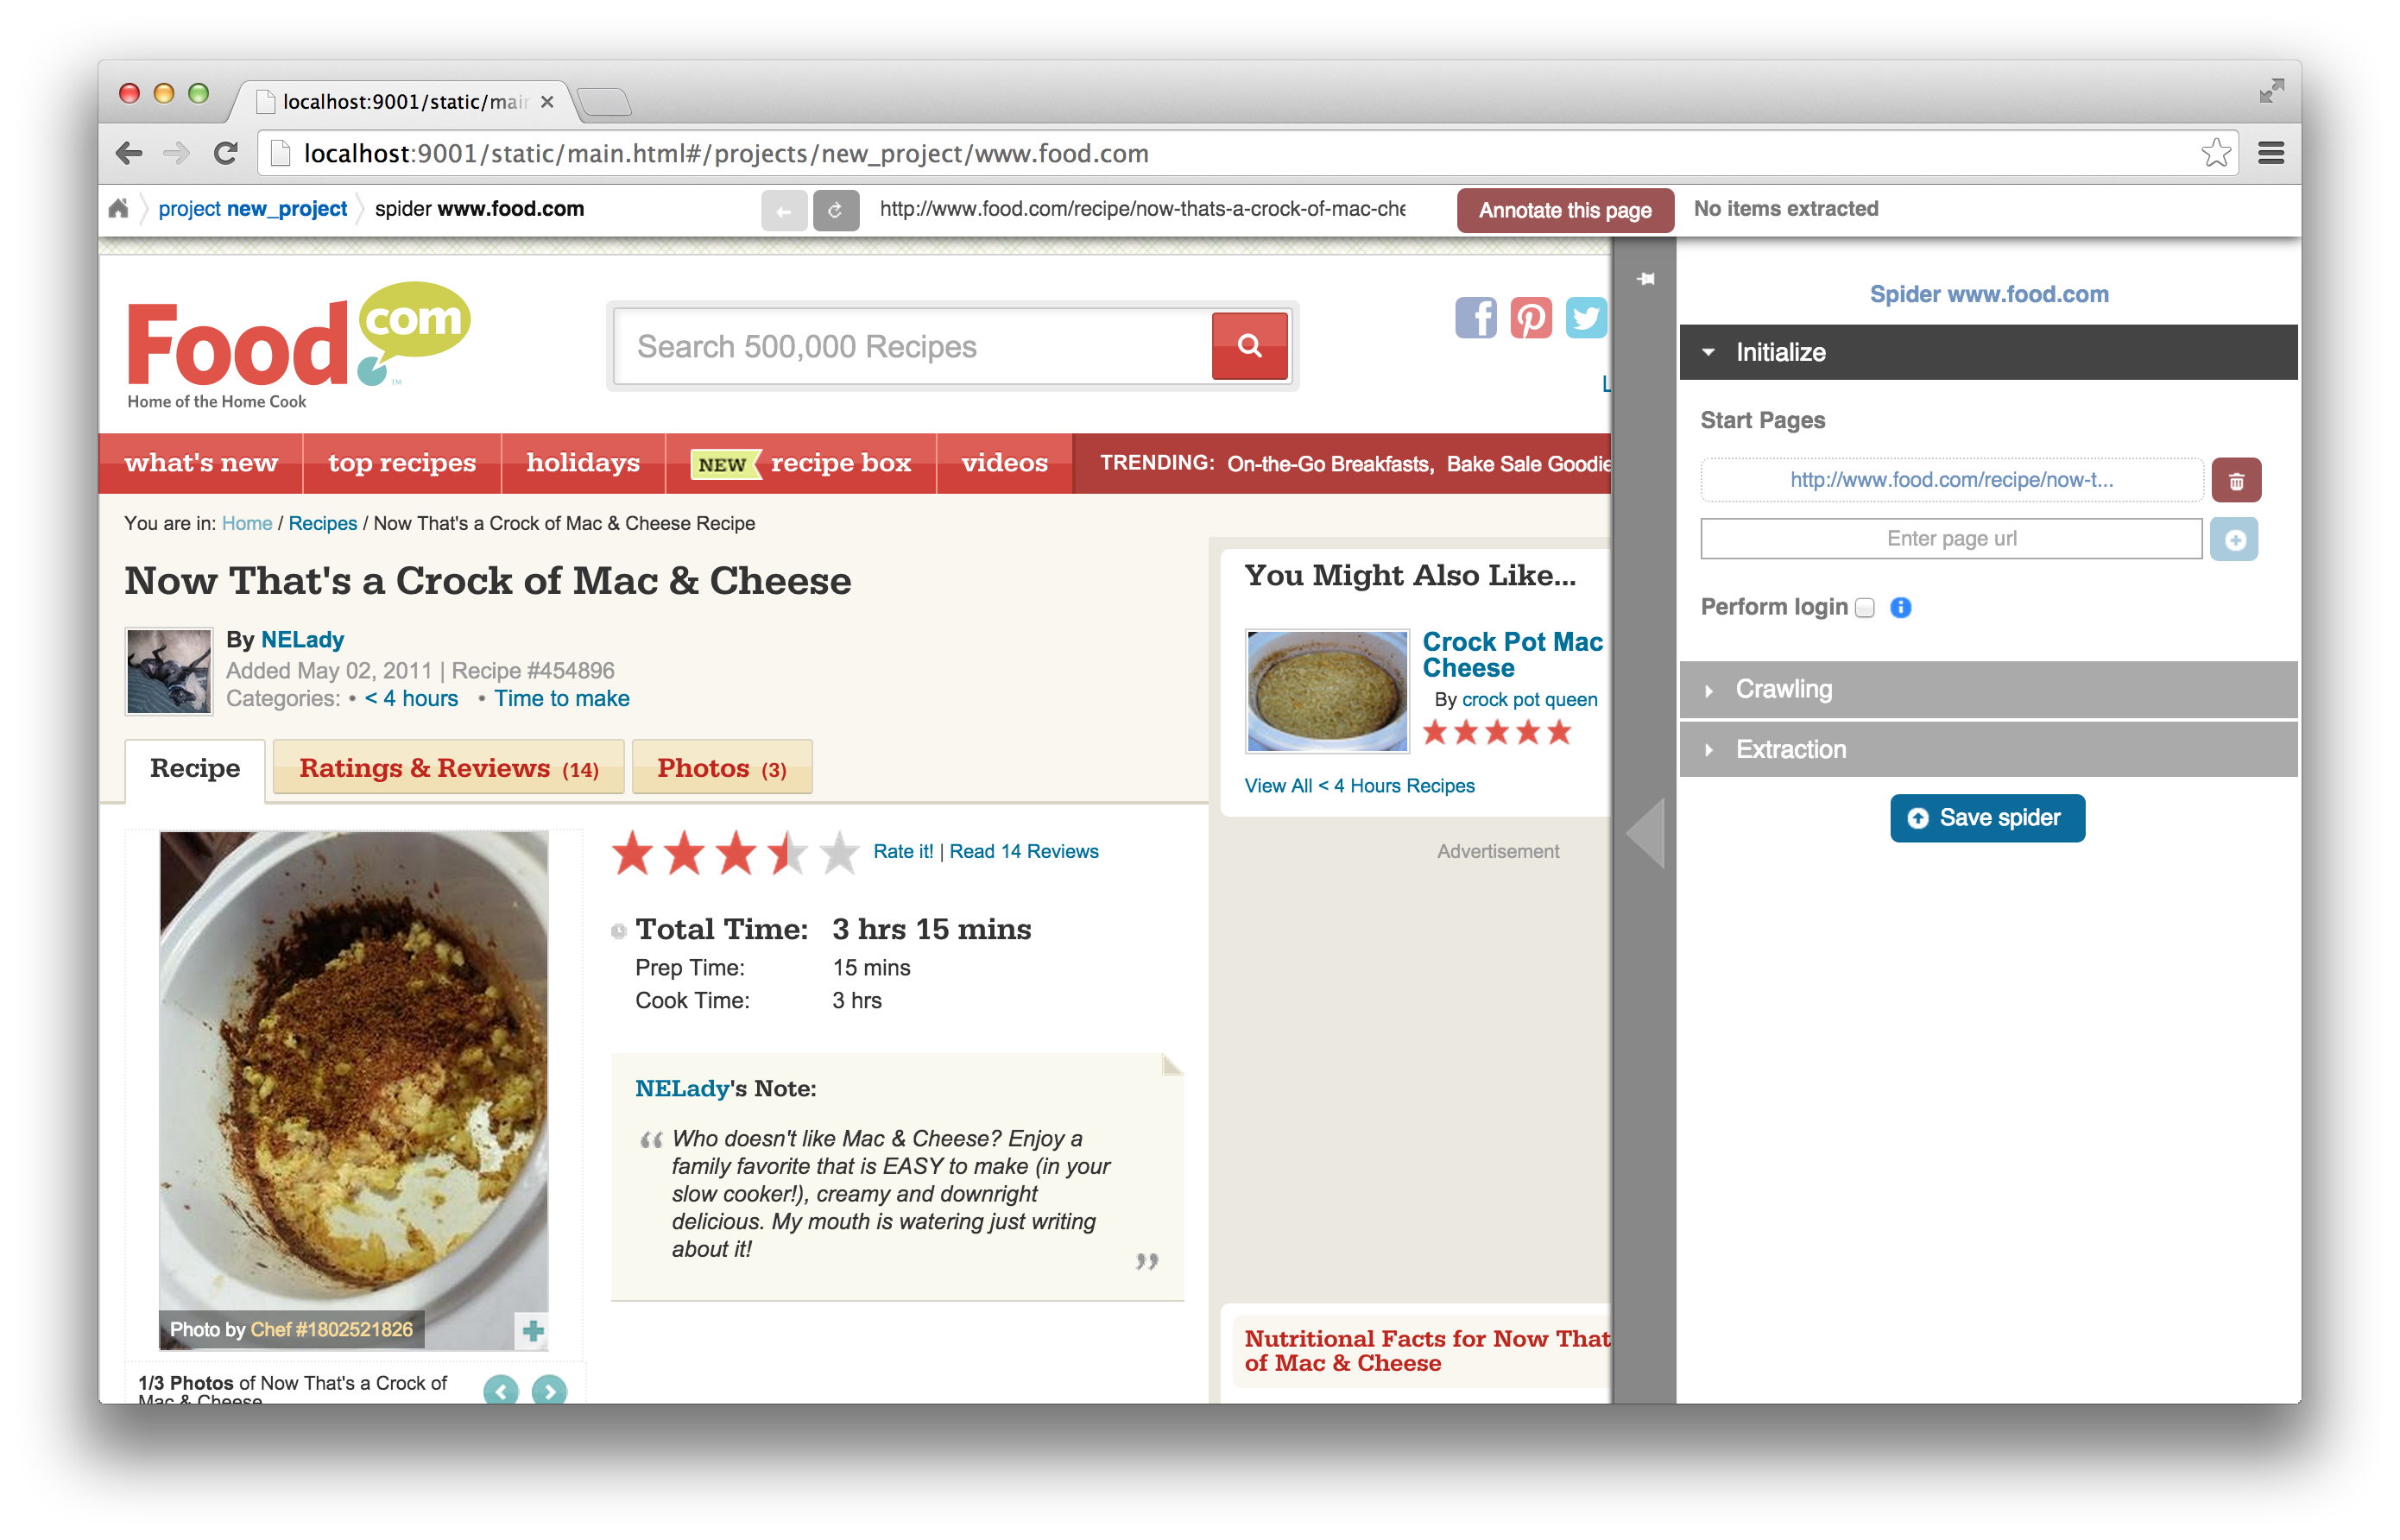 localhost:9001/static/mair
localhost:9001/static/main.html#/projects/new_project/www.food.com
project new_project
spider www.food.com
http://www.food.com/recipe/now-thats-a-crock-of-mac-che
Annotate this page
No items extracted
Food.com
TM
Home of the Home Cook
Search 500,000 Recipes
L
what's new
top recipes
holidays
NEW recipe box
videos
TRENDING: On-the-Go Breakfasts, Bake Sale Goodie
You are in: Home / Recipes / Now That's a Crock of Mac & Cheese Recipe
Now That's a Crock of Mac & Cheese
By NELady
Added May 02, 2011 | Recipe #454896
Categories: • < 4 hours • Time to make
Recipe
Ratings & Reviews (14)
Photos (3)
Rate it! | Read 14 Reviews
Total Time: 3 hrs 15 mins
Prep Time: 15 mins
Cook Time: 3 hrs
NELady's Note:
“ Who doesn't like Mac & Cheese? Enjoy a
family favorite that is EASY to make (in your
slow cooker!), creamy and downright
delicious. My mouth is watering just writing
about it! ”
Photo by Chef #1802521826
1/3 Photos of Now That's a Crock of
Mac & Cheese
You Might Also Like...
Crock Pot Mac
Cheese
By crock pot queen
View All < 4 Hours Recipes
Advertisement
Nutritional Facts for Now That
of Mac & Cheese
Spider www.food.com
Initialize
Start Pages
http://www.food.com/recipe/now-t...
Enter page url
Perform login
Crawling
Extraction
Save spider